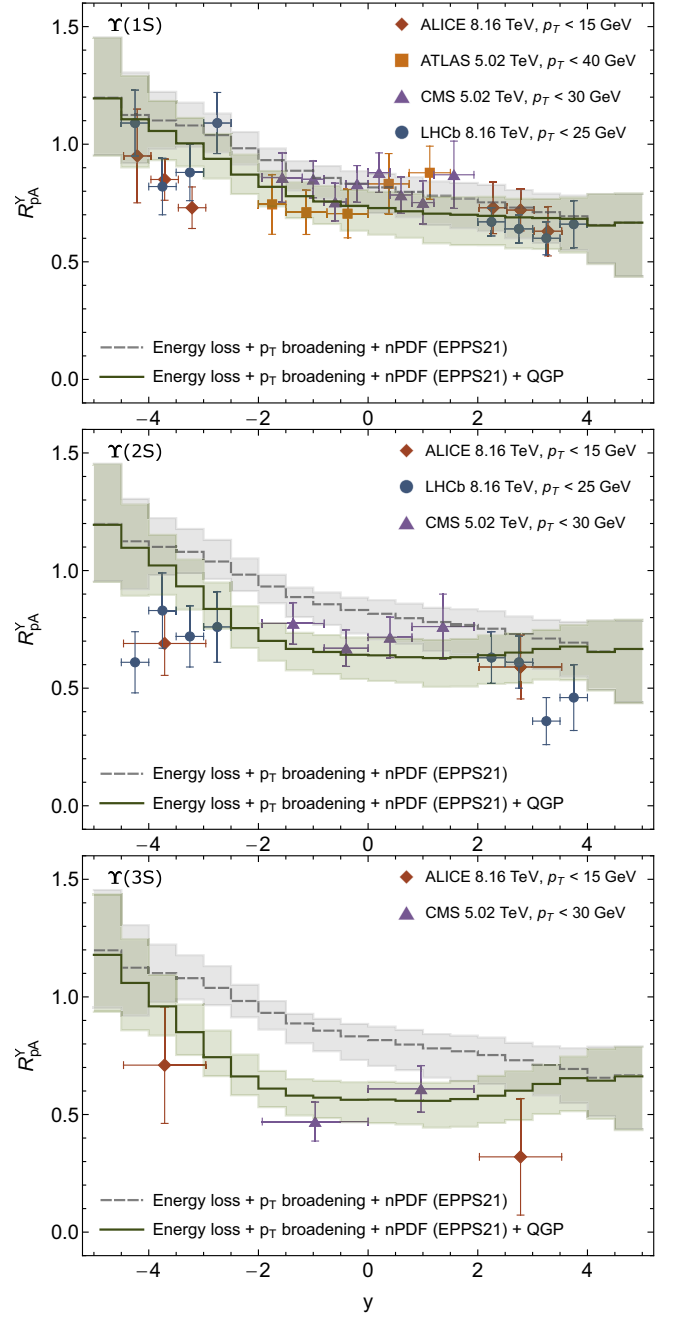 ϒ(1S)
ALICE 8.16 TeV, p_T < 15 GeV
ATLAS 5.02 TeV, p_T < 40 GeV
CMS 5.02 TeV, p_T < 30 GeV
LHCb 8.16 TeV, p_T < 25 GeV
1.5
1.0
0.5
0.0
R_pA^ϒ
Energy loss + p_T broadening + nPDF (EPPS21)
Energy loss + p_T broadening + nPDF (EPPS21) + QGP
−4 −2 0 2 4
ϒ(2S)
ALICE 8.16 TeV, p_T < 15 GeV
LHCb 8.16 TeV, p_T < 25 GeV
CMS 5.02 TeV, p_T < 30 GeV
1.5
1.0
0.5
0.0
R_pA^ϒ
Energy loss + p_T broadening + nPDF (EPPS21)
Energy loss + p_T broadening + nPDF (EPPS21) + QGP
−4 −2 0 2 4
ϒ(3S)
ALICE 8.16 TeV, p_T < 15 GeV
CMS 5.02 TeV, p_T < 30 GeV
1.5
1.0
0.5
0.0
R_pA^ϒ
Energy loss + p_T broadening + nPDF (EPPS21)
Energy loss + p_T broadening + nPDF (EPPS21) + QGP
−4 −2 0 2 4
y